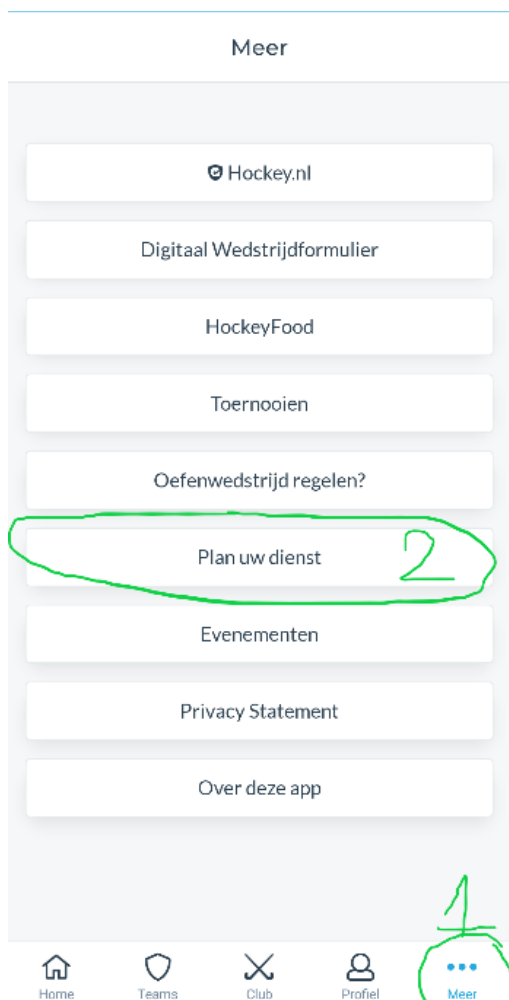 Meer
Hockey.nl
Digitaal Wedstrijdformulier
HockeyFood
Toernooien
Oefenwedstrijd regelen?
Plan uw dienst 2
Evenementen
Privacy Statement
Over deze app
1
Home Teams Club Profiel Meer